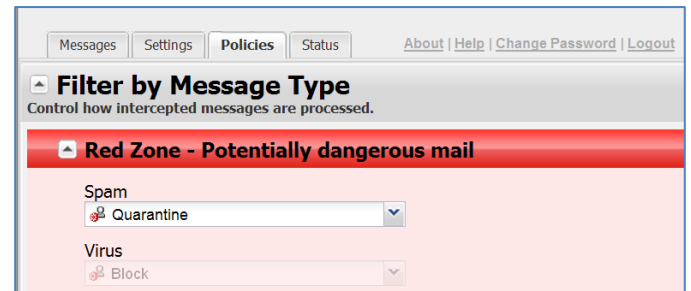 Messages Settings Policies Status About | Help | Change Password | Logout
Filter by Message Type
Control how intercepted messages are processed.
Red Zone - Potentially dangerous mail
Spam
Quarantine
Virus
Block